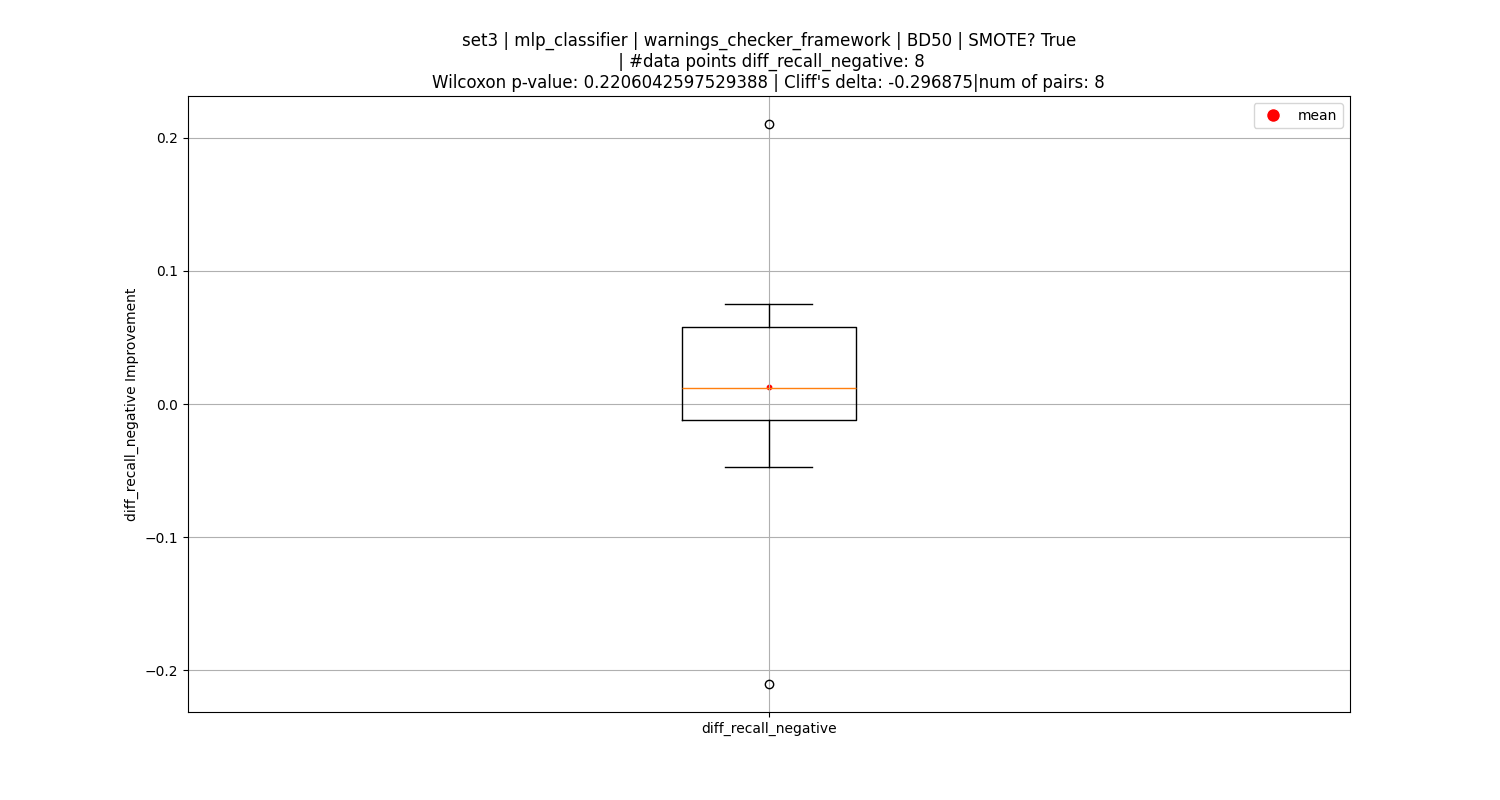 set3 | mlp_classifier | warnings_checker_framework | BD50 | SMOTE? True
| #data points diff_recall_negative: 8
Wilcoxon p-value: 0.2206042597529388 | Cliff's delta: -0.296875|num of pairs: 8
mean
0.2
0.1
0.0
−0.1
−0.2
diff_recall_negative Improvement
diff_recall_negative